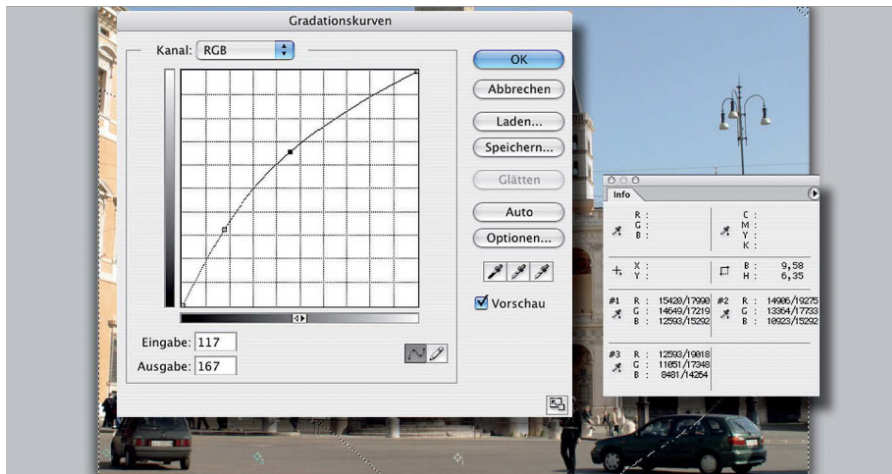 Gradationskurven
Kanal: RGB
OK
Abbrechen
Laden...
Speichern...
Glätten
Auto
Optionen...
Vorschau
Eingabe: 117
Ausgabe: 167
Info
R :
G :
B :
C :
M :
Y :
K :
X :
Y :
B : 9,58
H : 6,35
#1 R : 15420/17990
G : 14649/17219
B : 12593/15292
#2 R : 14906/19275
G : 13364/17733
B : 10923/15292
#3 R : 12593/19018
G : 11051/17348
B : 8481/14264